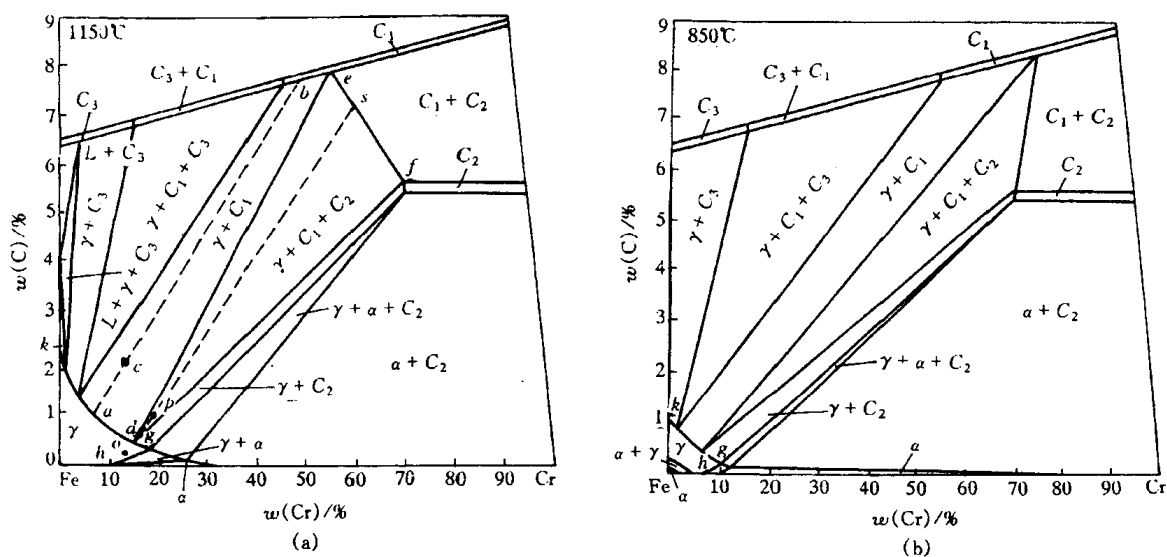 1150℃
w(C)/%
9
8
7
6
5
4
3
k
2
1
0
C₁
C₃ + C₁
C₃
L + C₃
b
e
s
C₁ + C₂
f
C₂
γ + C₃
γ + C₁ + C₃
γ + C₁
γ + C₁ + C₂
L + γ + C₃
γ + α + C₂
c
α + C₂
γ + C₂
a
p
d
g
γ
o
h
γ + α
α
Fe
10
20
30
40
50
60
70
80
90
Cr
w(Cr)/%
(a)
850℃
w(C)/%
9
8
7
6
5
4
3
2
1
0
C₁
C₃ + C₁
C₃
C₁ + C₂
C₂
γ + C₃
γ + C₁ + C₃
γ + C₁
γ + C₁ + C₂
α + C₂
γ + α + C₂
γ + C₂
k
γ
h
g
α + γ
α
α
Fe
10
20
30
40
50
60
70
80
90
Cr
w(Cr)/%
(b)